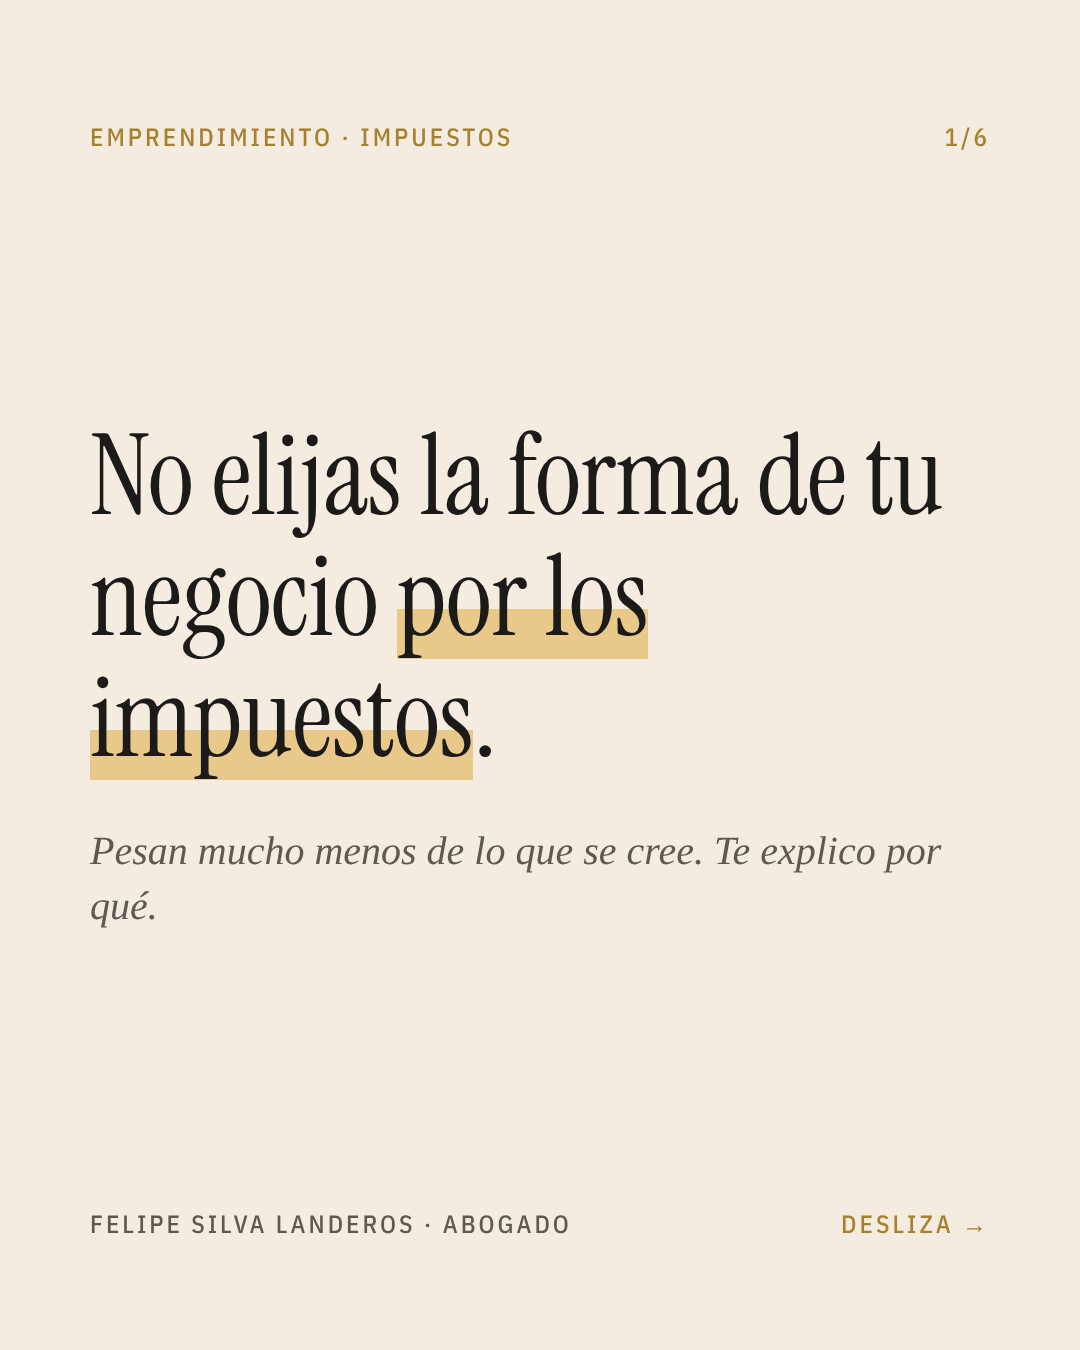 EMPRENDIMIENTO · IMPUESTOS
1/6
No elijas la forma de tu
negocio por los
impuestos.
Pesan mucho menos de lo que se cree. Te explico por
qué.
FELIPE SILVA LANDEROS · ABOGADO
DESLIZA →